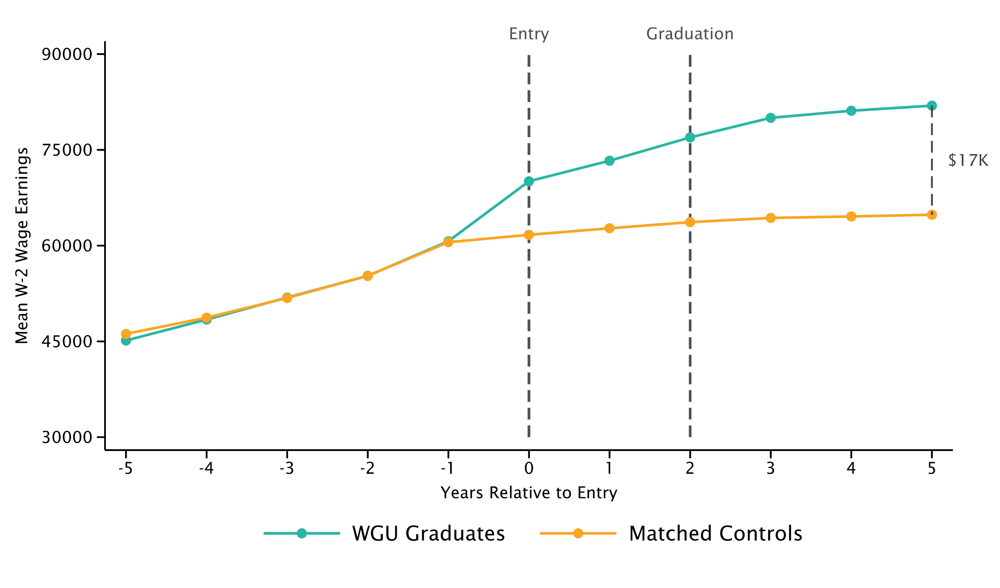 Entry
Graduation
90000
75000
60000
45000
30000
Mean W-2 Wage Earnings
$17K
-5 -4 -3 -2 -1 0 1 2 3 4 5
Years Relative to Entry
WGU Graduates
Matched Controls